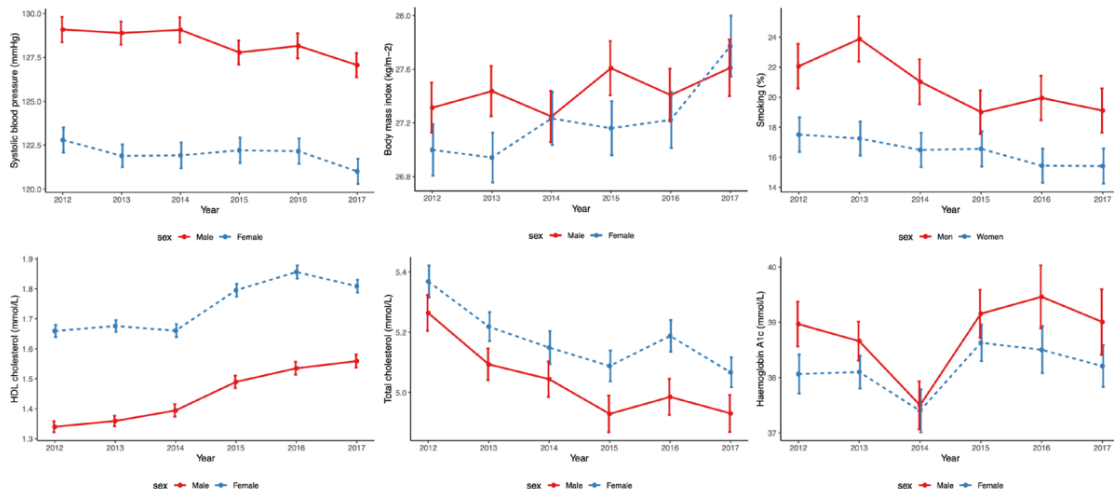 Systolic blood pressure (mmHg)
130.0
127.5
125.0
122.5
120.0
2012 2013 2014 2015 2016 2017
Year
sex Male Female
Body mass index (kg/m-2)
28.0
27.6
27.2
26.8
2012 2013 2014 2015 2016 2017
Year
sex Male Female
Smoking (%)
24
22
20
18
16
14
2012 2013 2014 2015 2016 2017
Year
sex Men Women
HDL cholesterol (mmol/L)
1.9
1.8
1.7
1.6
1.5
1.4
1.3
2012 2013 2014 2015 2016 2017
Year
sex Male Female
Total cholesterol (mmol/L)
5.4
5.2
5.0
2012 2013 2014 2015 2016 2017
Year
sex Male Female
Haemoglobin A1c (mmol/L)
40
39
38
37
2012 2013 2014 2015 2016 2017
Year
sex Male Female